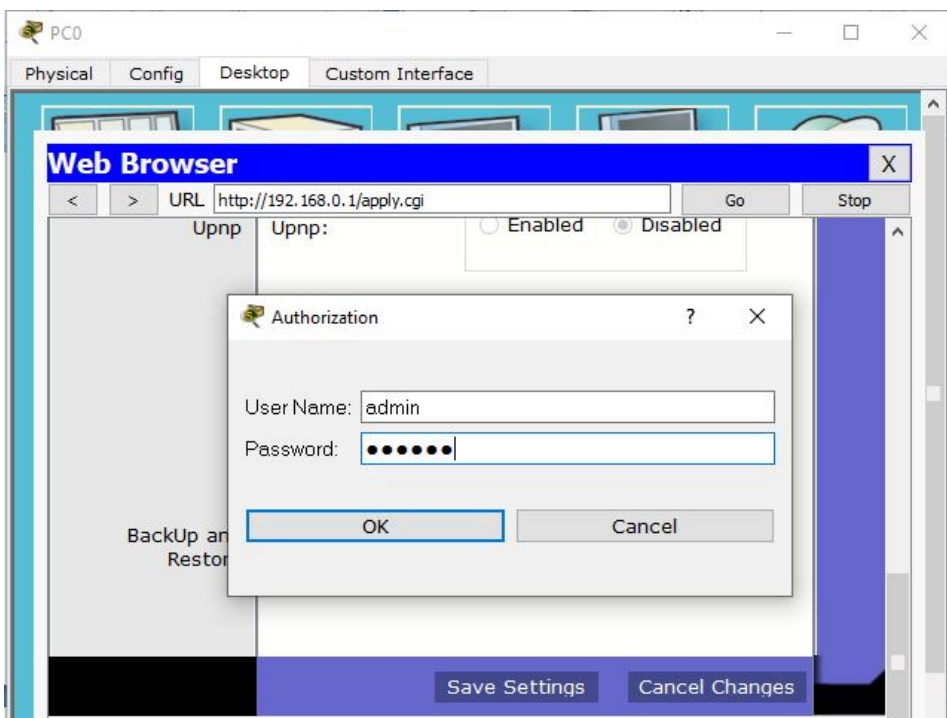 PC0
Physical Config Desktop Custom Interface
Web Browser X
< > URL http://192.168.0.1/apply.cgi Go Stop
Upnp Upnp: Enabled Disabled
Authorization ? 
User Name: admin
Password: ●●●●●●
OK Cancel
BackUp an
Restor
Save Settings Cancel Changes